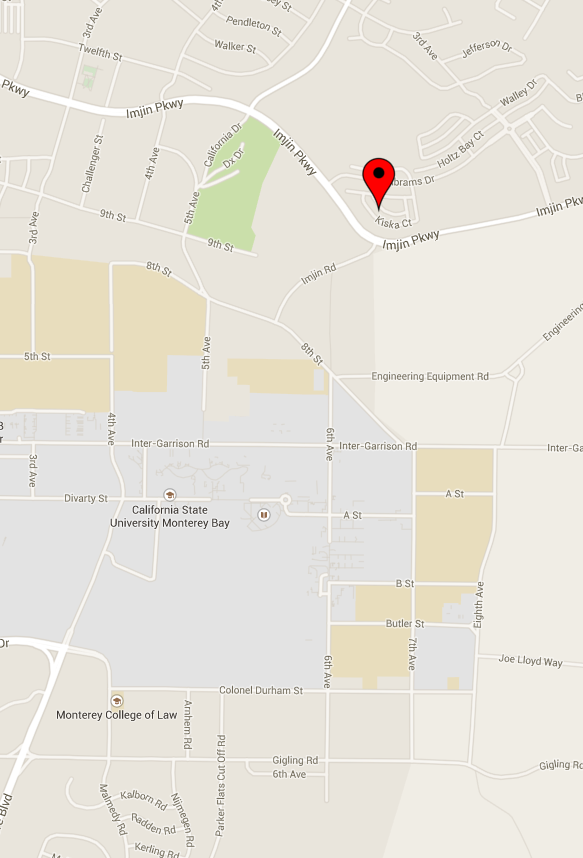 4th
ey St
Pendleton St
3rd Ave
Walker St
3rd Ave
Jefferson Dr
Twelfth St
Pkwy
Imjin Pkwy
Walley Dr
B
California Dr
Imjin Pkwy
Challenger St
4th Ave
Dx Dr
Holtz Bay Ct
Abrams Dr
5th Ave
9th St
3rd Ave
Kiska Ct
Imjin Pkw
9th St
Imjin Pkwy
8th St
Imjin Rd
Engineering
5th St
5th Ave
8th St
Engineering Equipment Rd
4th Ave
B
r
Inter-Garrison Rd
6th Ave
Inter-Garrison Rd
Inter-Ga
3rd Ave
Divarty St
A St
California State
University Monterey Bay
A St
B St
Eighth Ave
Butler St
Dr
6th Ave
7th Ave
Joe Lloyd Way
Colonel Durham St
Monterey College of Law
Arnhem Rd
Parker Flats Cut Off Rd
Gigling Rd
Gigling Rd
6th Ave
Malmedy Rd
Kalborn Rd
Nijmegen Rd
Radden Rd
Kerling Rd
M
e Blvd